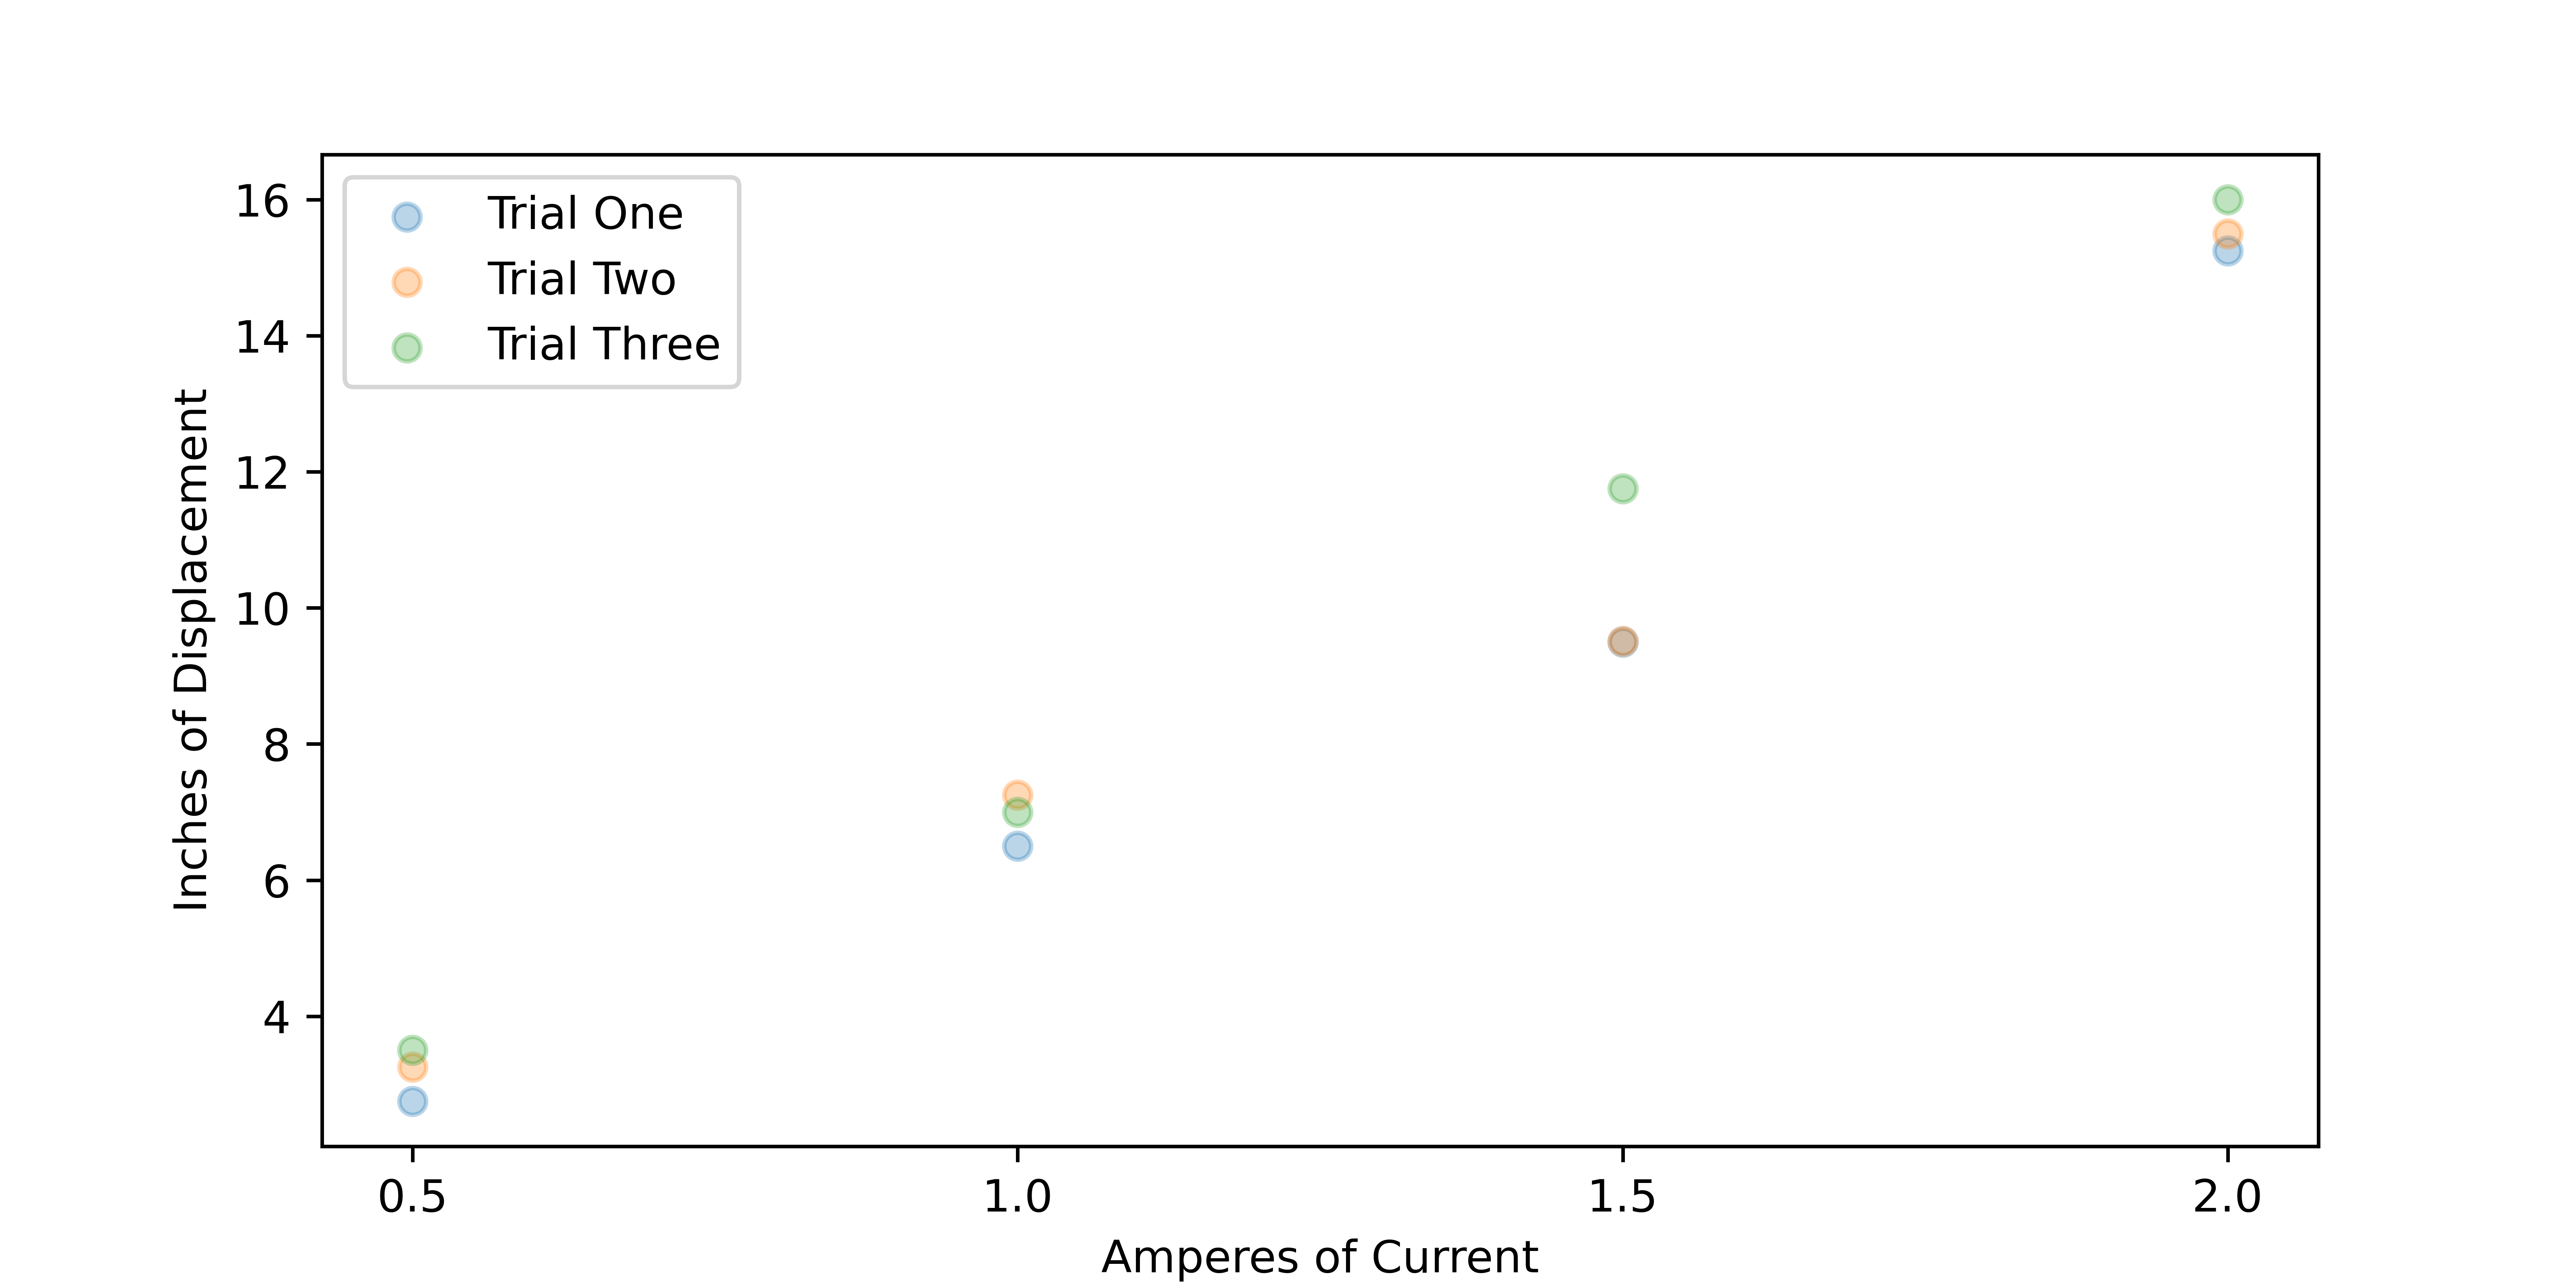 Trial One
Trial Two
Trial Three
16
14
12
10
8
6
4
Inches of Displacement
0.5 1.0 1.5 2.0
Amperes of Current